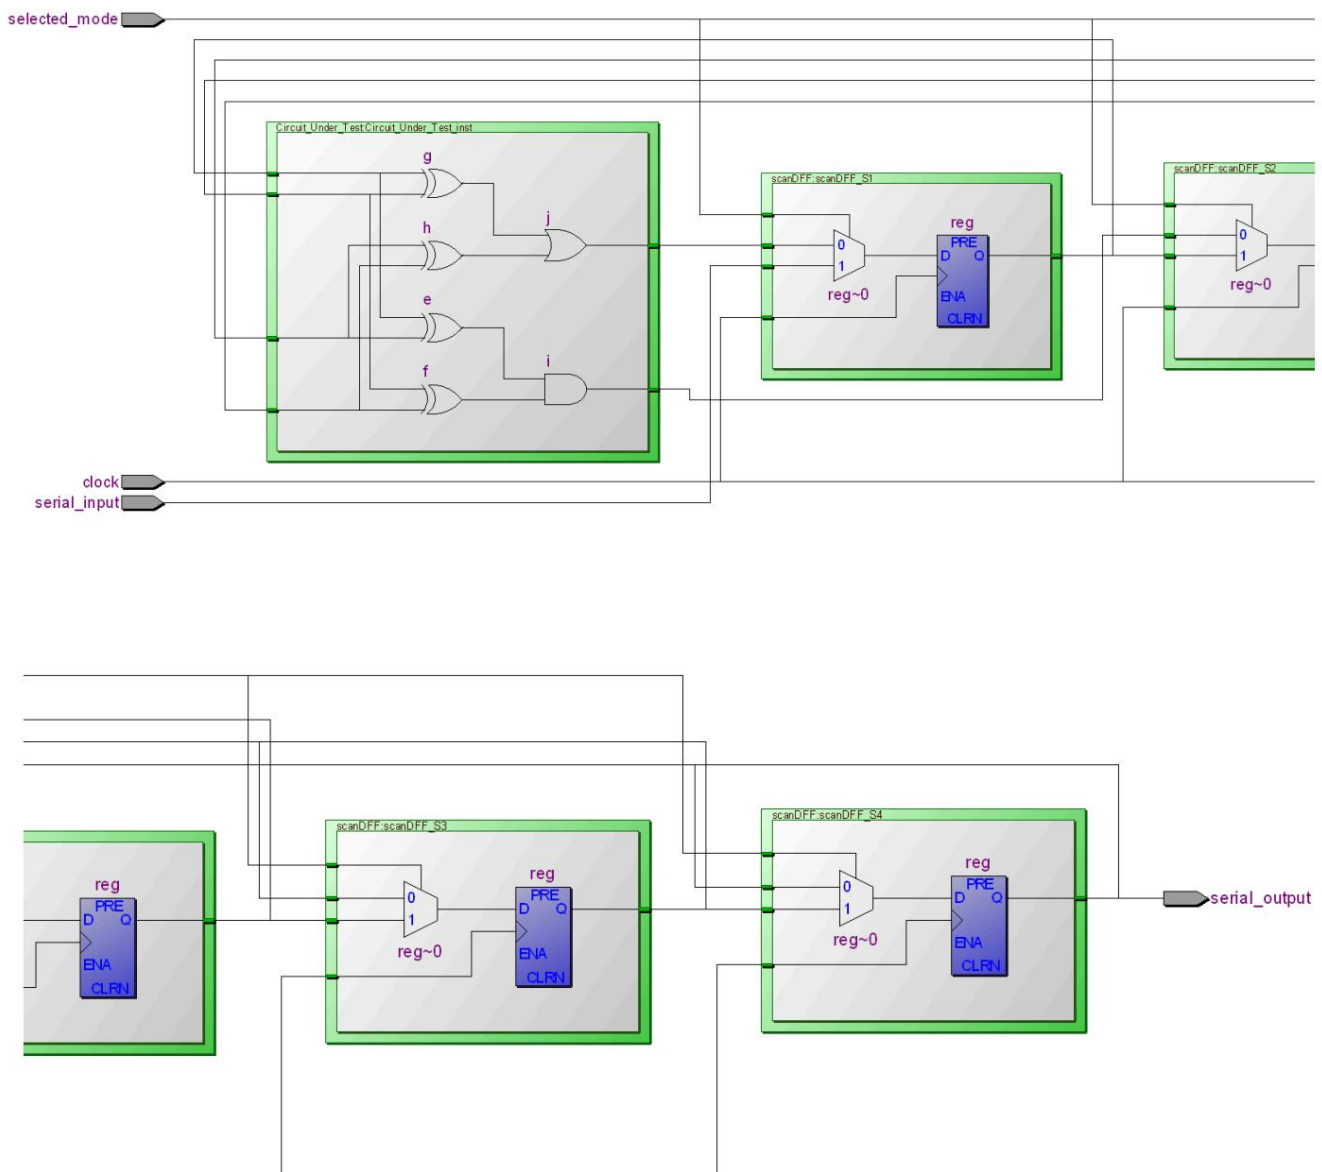 selected_mode
Circuit_Under_Test:Circuit_Under_Test_inst
g
h
e
f
j
i
scanDFF:scanDFF_S1
0
1
reg~0
reg
PRE
D Q
ENA
CLRN
scanDFF:scanDFF_S2
0
1
reg~0
clock
serial_input
reg
PRE
D Q
ENA
CLRN
scanDFF:scanDFF_S3
0
1
reg~0
reg
PRE
D Q
ENA
CLRN
scanDFF:scanDFF_S4
0
1
reg~0
reg
PRE
D Q
ENA
CLRN
serial_output